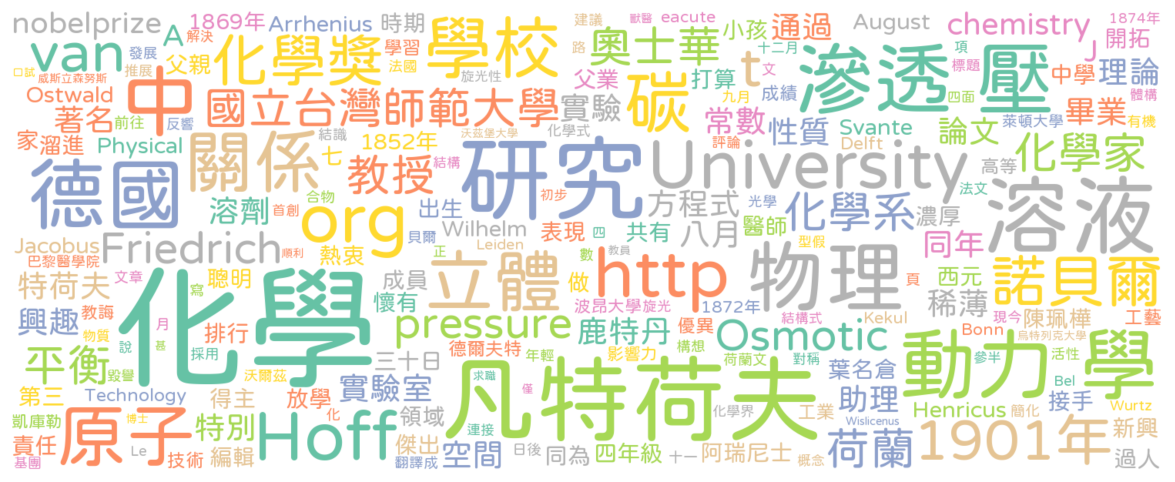 nobelprize 1869年 Arrhenius 時期 建議 獸醫 eacute 小孩 通過 August chemistry 1874年
van A 解決 化學獎 學校 奧士華 十二月 滲透壓 J 開拓
口試 發展 父親 學習 法國 路 項
威斯立森努斯 推展 旋光性 父業 打算 t 文 標題 中學 理論
Ostwald 中 國立台灣師範大學 實驗 碳 成績 九月 四面 體構
著名 前往 反響 結識 沃茲堡大學 化學式 常數 性質 Svante 論文 萊頓大學 有機 畢業
家 溜進 Physical 1852年 七 結構 評論 Delft 化學家
德國 關係 教授 研究 University 高等 溶液
溶劑 合物 首創 出生 初步 光學 方程式 化學系 濃厚 法文
org 貝爾 Wilhelm 表現 四 共有 八月 醫師 型假
Jacobus Friedrich 熱衷 正 Leiden 數 教員 同年
巴黎醫學院 文章 順利 成員 立體 http 物理 頁 西元 諾貝爾
特荷夫 教誨 寫 聰明 懷有 做 波昂大學 旋光 1872年 稀薄 現今
興趣 物質 月 甚 化學 排行 pressure 鹿特丹 優異 結構式 Kekul 陳珮樺 工藝
平衡 說 採用 三十日 德爾夫特 年輕 影響力 構想 Osmotic Bonn 烏特列克大學
毀譽 沃爾茲 實驗室 求職 凡特荷夫 荷蘭文 對稱 葉名倉 參半 活性 動力學
第三 Technology 放學 得主 僅 助理 Bel 接手
凱庫勒 博士 化 領域 化學界 工業 Henricus 簡化 Wurtz 新興
責任 原子 特別 Hoff 連接 傑出 空間 日後 四年級 荷蘭 1901年 Wislicenus
基團 Le 技術 編輯 翻譯成 同為 十一 阿瑞尼士 概念 過人